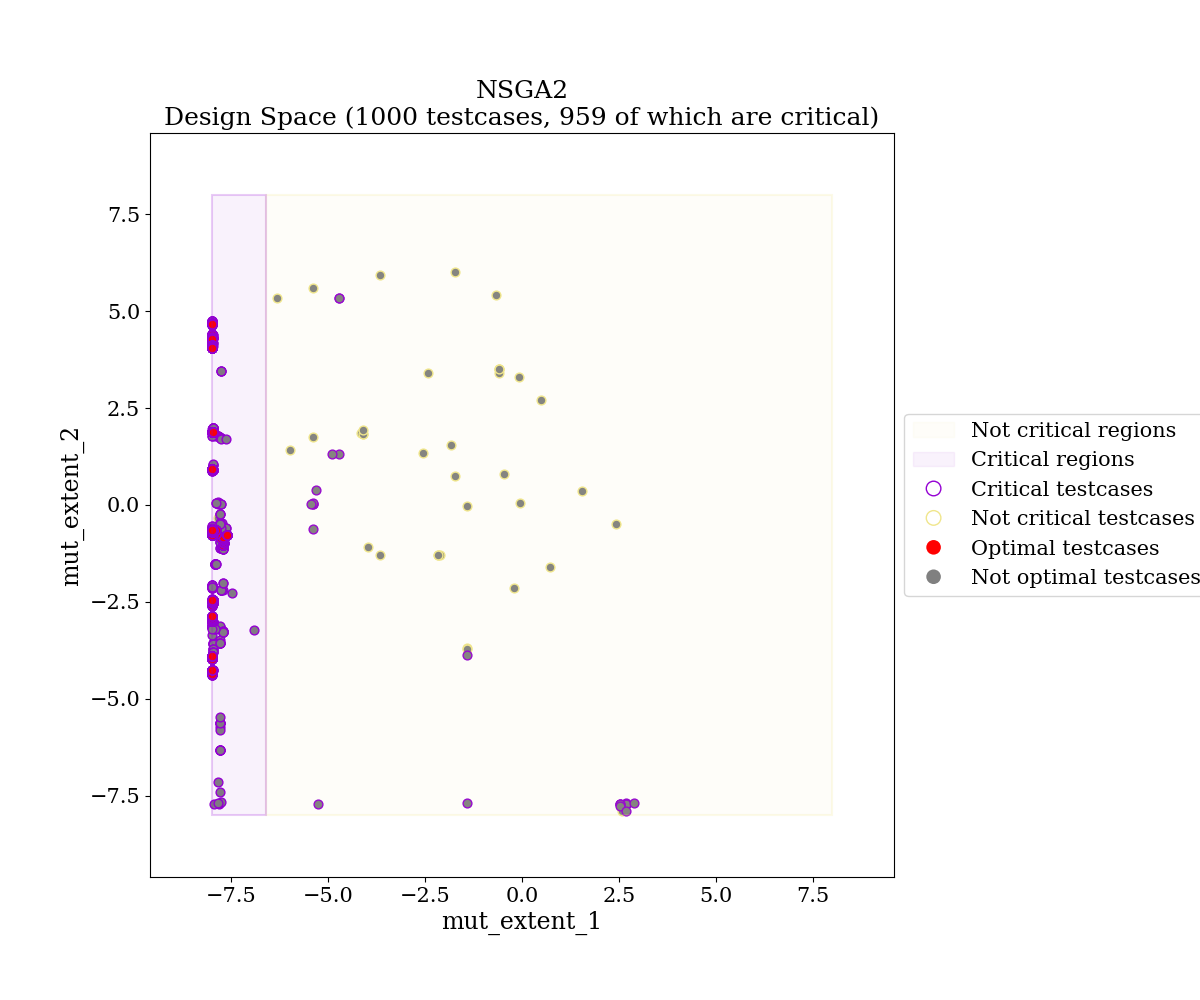 NSGA2
Design Space (1000 testcases, 959 of which are critical)
7.5
5.0
2.5
0.0
−2.5
−5.0
−7.5
mut_extent_2
−7.5
−5.0
−2.5
0.0
2.5
5.0
7.5
mut_extent_1
Not critical regions
Critical regions
Critical testcases
Not critical testcases
Optimal testcases
Not optimal testcases